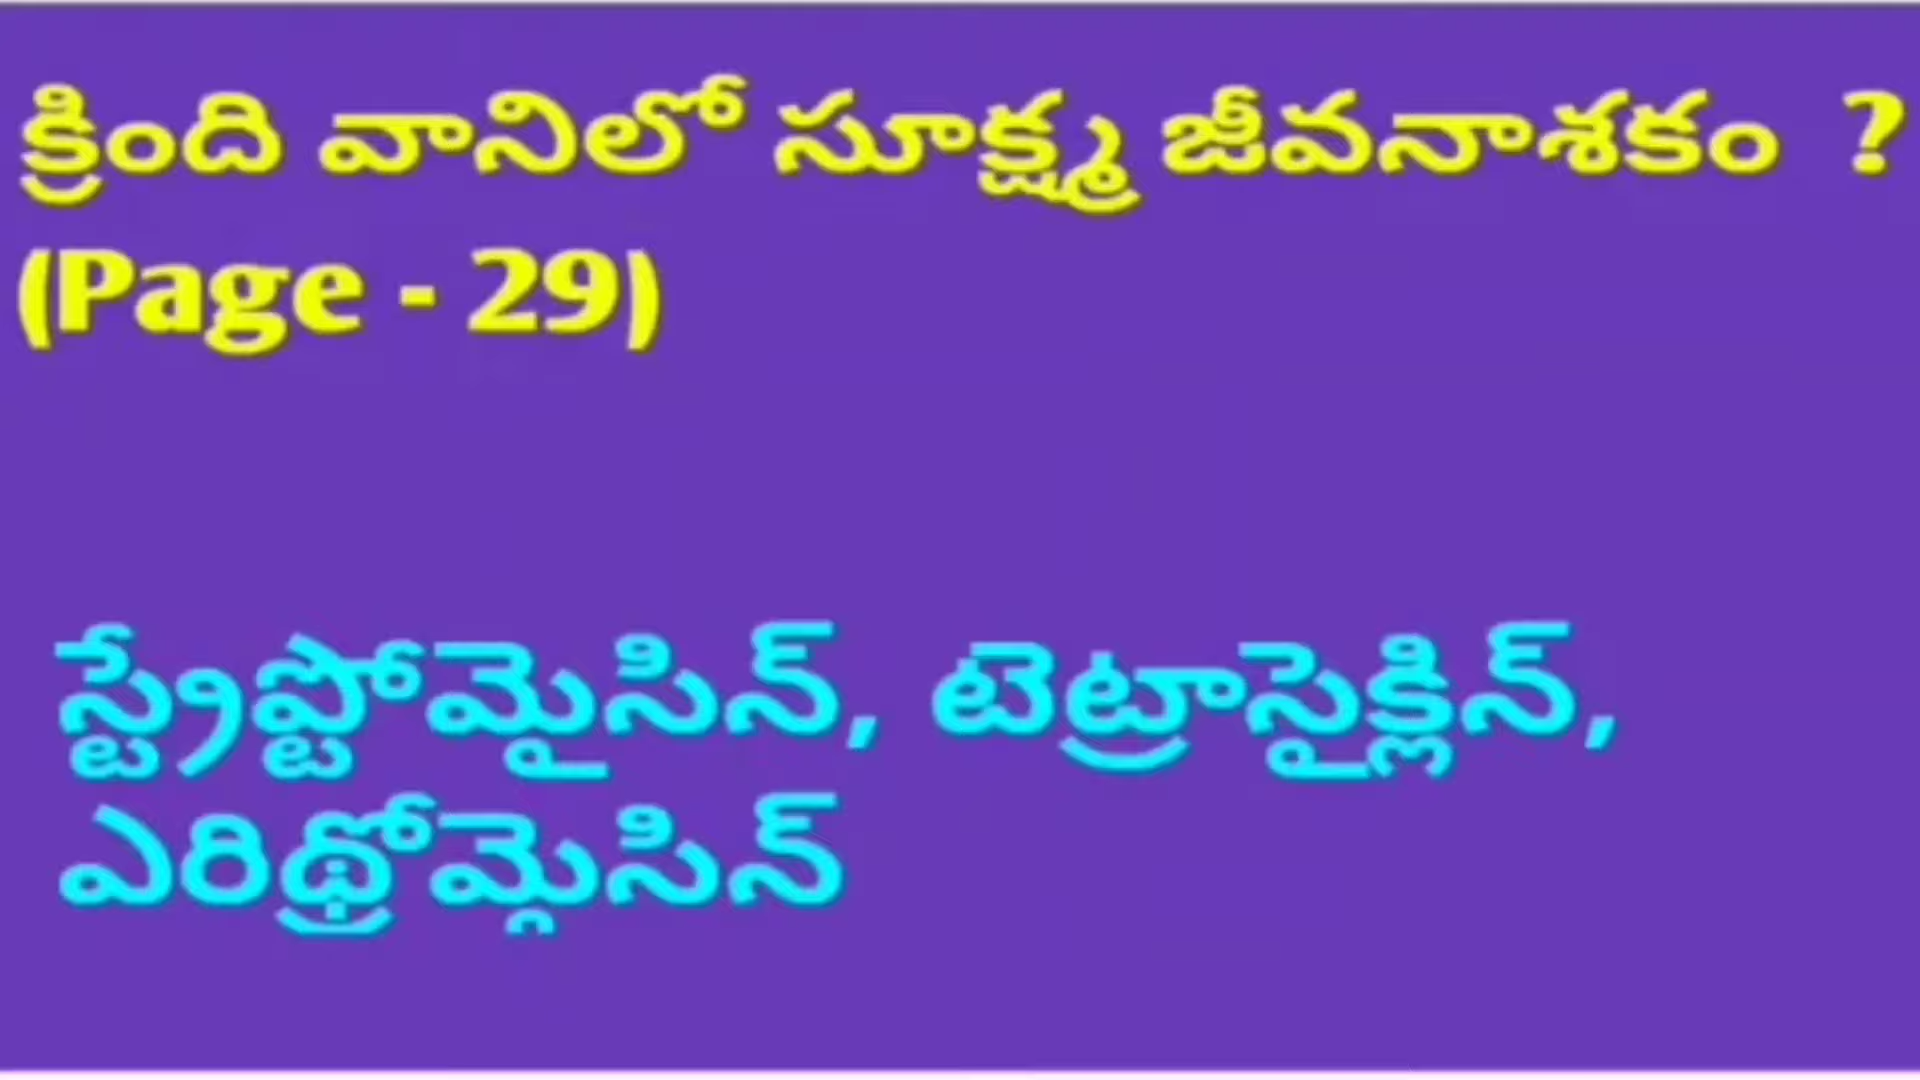 క్రింది వానిలో సూక్ష్మ జీవనాశకం ?
(Page - 29)
స్ట్రేప్టోమైసిన్, టెట్రాసైక్లిన్,
ఎరిథ్రోమ్గెసిన్